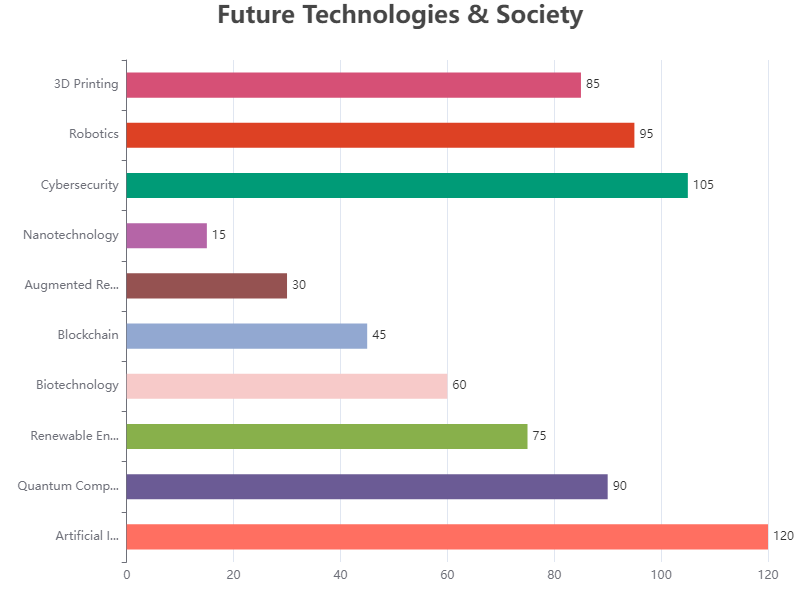 Future Technologies & Society
3D Printing 85
Robotics 95
Cybersecurity 105
Nanotechnology 15
Augmented Re... 30
Blockchain 45
Biotechnology 60
Renewable En... 75
Quantum Comp... 90
Artificial I... 120
0 20 40 60 80 100 120